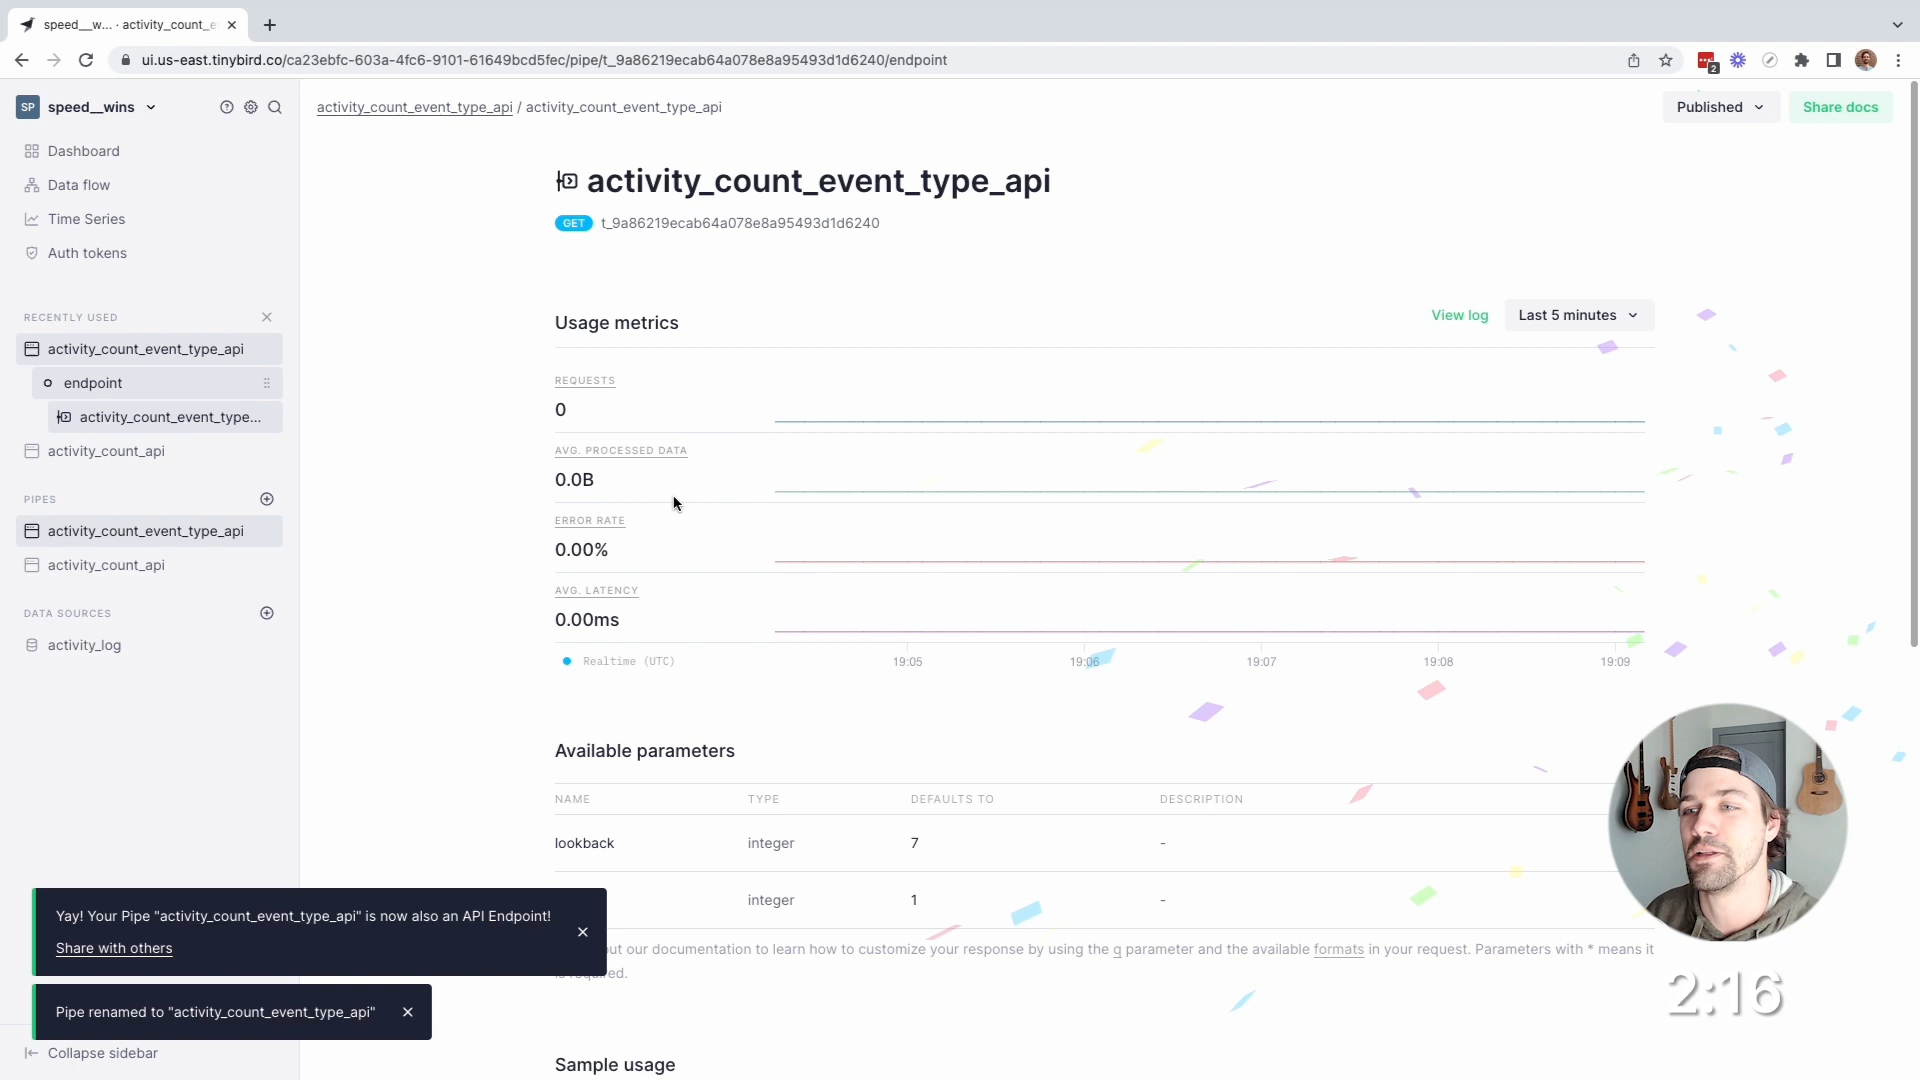 speed__w... · activity_count_e
ui.us-east.tinybird.co/ca23ebfc-603a-4fc6-9101-61649bcd5fec/pipe/t_9a86219ecab64a078e8a95493d1d6240/endpoint
2
SP speed__wins
activity_count_event_type_api / activity_count_event_type_api
Published
Share docs
Dashboard
Data flow
Time Series
Auth tokens
RECENTLY USED
activity_count_event_type_api
endpoint
activity_count_event_type...
activity_count_api
PIPES
activity_count_event_type_api
activity_count_api
DATA SOURCES
activity_log
activity_count_event_type_api
GET t_9a86219ecab64a078e8a95493d1d6240
Usage metrics
View log
Last 5 minutes
REQUESTS
0
AVG. PROCESSED DATA
0.0B
ERROR RATE
0.00%
AVG. LATENCY
0.00ms
Realtime (UTC)
19:05 19:06 19:07 19:08 19:09
Available parameters
NAME TYPE DEFAULTS TO DESCRIPTION
lookback integer 7 -
integer 1 -
out our documentation to learn how to customize your response by using the q parameter and the available formats in your request. Parameters with * means it
is required.
Sample usage
Yay! Your Pipe "activity_count_event_type_api" is now also an API Endpoint!
Share with others
Pipe renamed to "activity_count_event_type_api"
Collapse sidebar
2:16